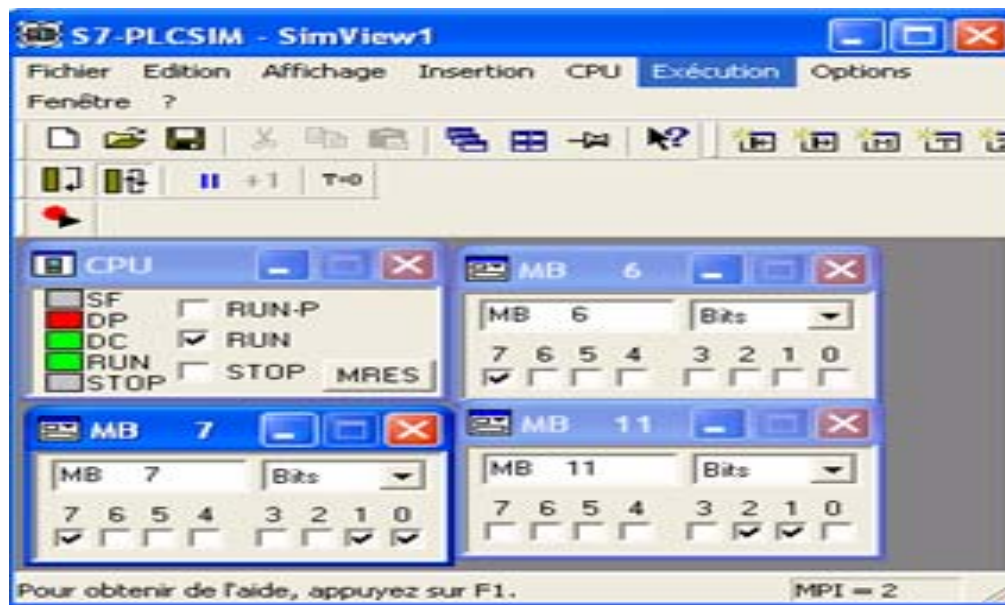 S7-PLCSIM - SimView1
Fichier Edition Affichage Insertion CPU Exécution Options
Fenêtre ?
+1 T=0
CPU
SF
DP
DC
RUN
STOP
RUN-P
RUN
STOP MRES
MB 6
MB 6 Bits
7 6 5 4 3 2 1 0
MB 7
MB 7 Bits
7 6 5 4 3 2 1 0
MB 11
MB 11 Bits
7 6 5 4 3 2 1 0
Pour obtenir de l'aide, appuyez sur F1. MPI = 2